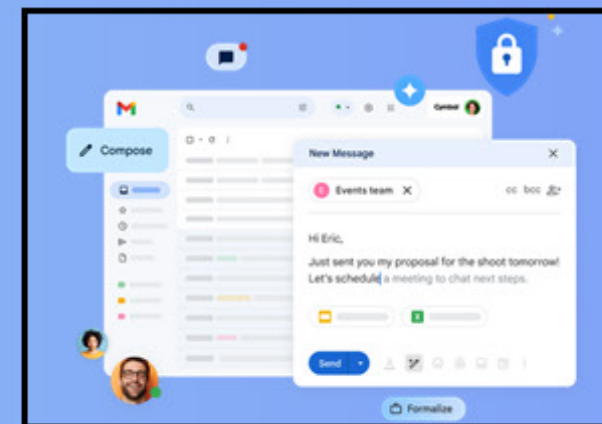 Cymbal
Compose
New Message
Events team
cc bcc
Hi Eric,
Just sent you my proposal for the shoot tomorrow!
Let's schedule a meeting to chat next steps.
Send
Formalize